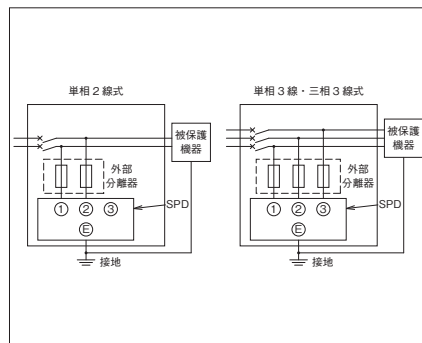 単相2線式
被保護
機器
外部
分離器
① ② ③
SPD
Ⓔ
接地
単相3線・三相3線式
被保護
機器
外部
分離器
① ② ③
SPD
Ⓔ
接地